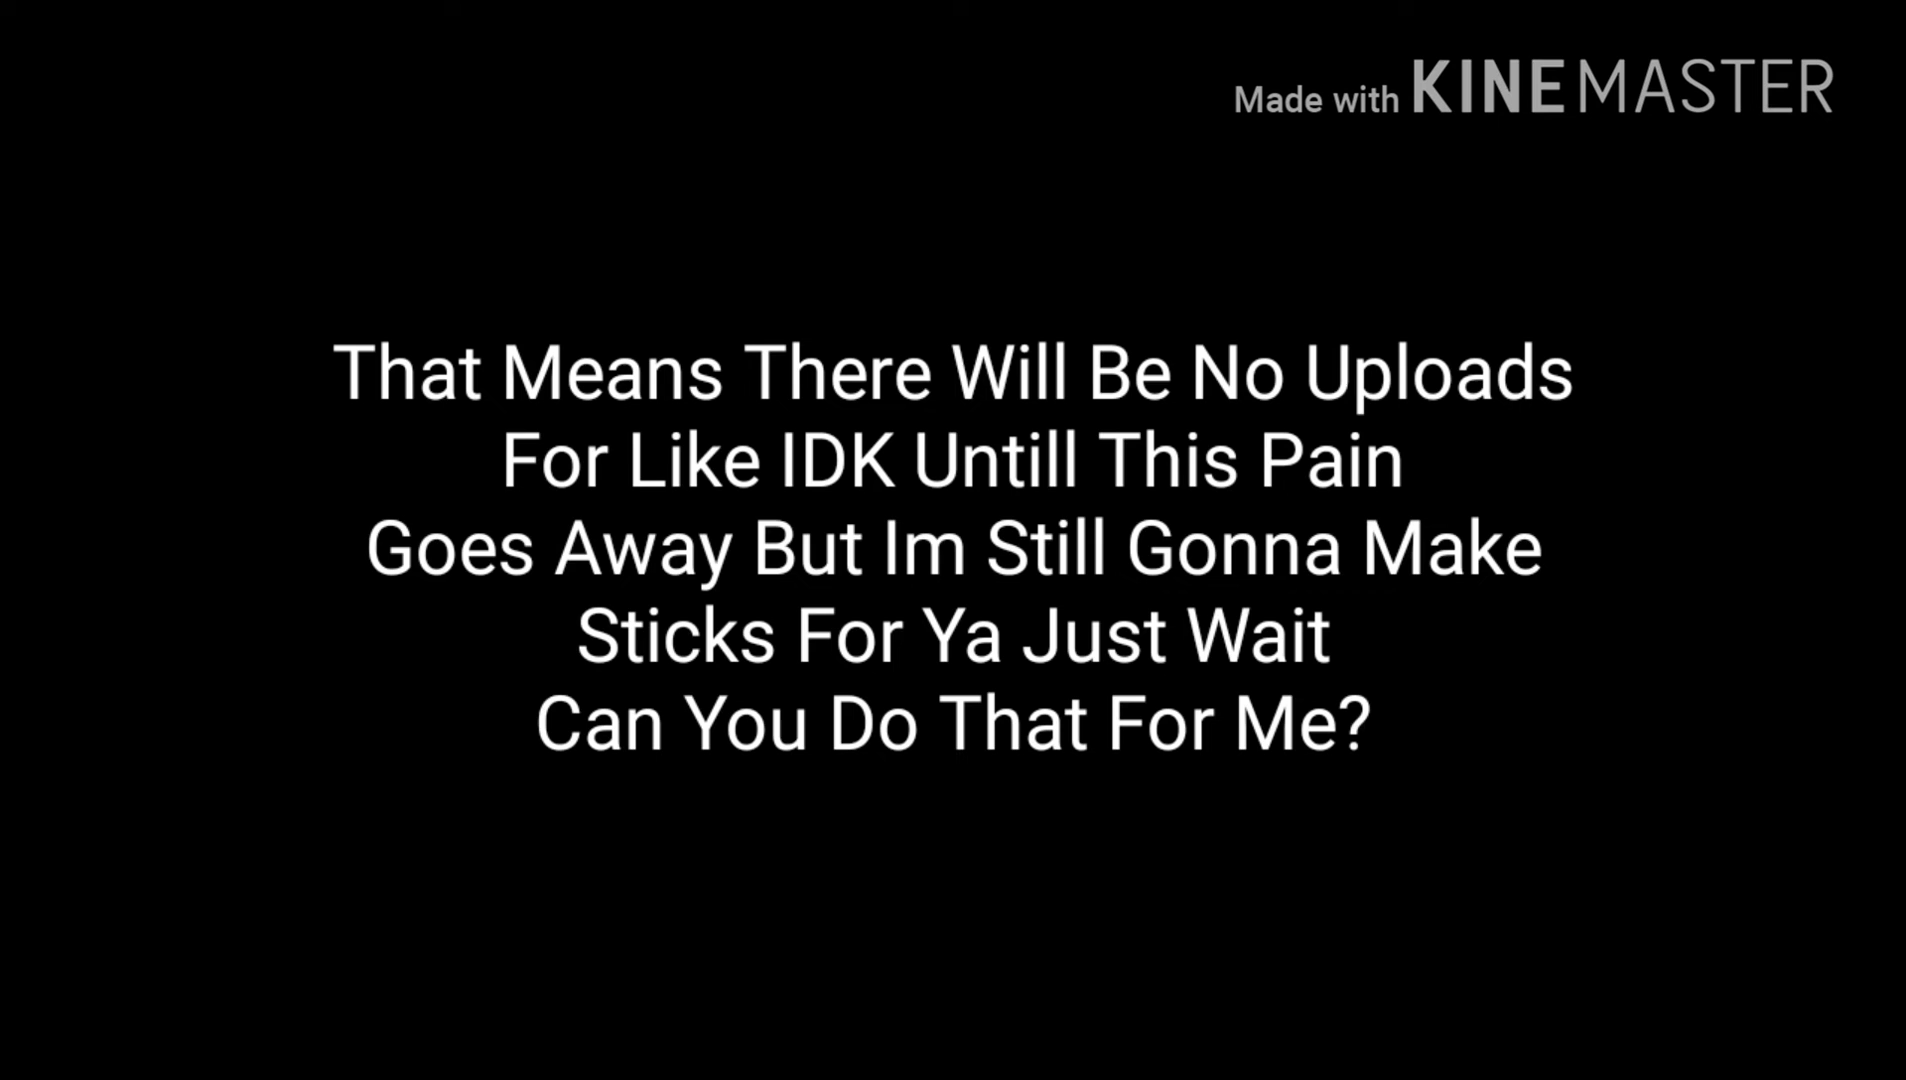 Made with KINEMASTER
That Means There Will Be No Uploads
For Like IDK Untill This Pain
Goes Away But Im Still Gonna Make
Sticks For Ya Just Wait
Can You Do That For Me?